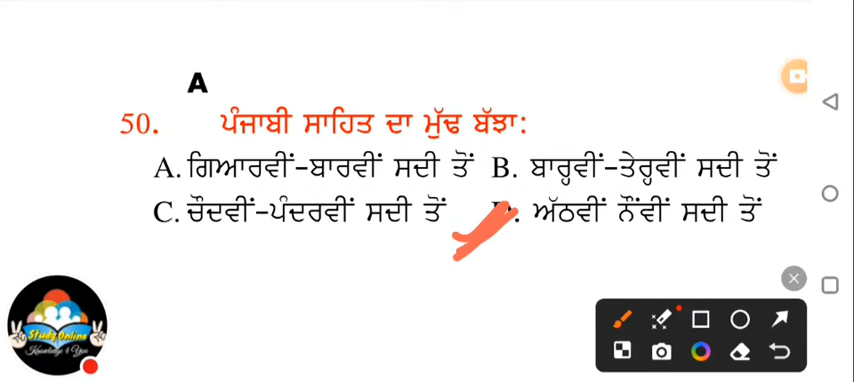 A
50. ਪੰਜਾਬੀ ਸਾਹਿਤ ਦਾ ਮੁੱਢ ਬੱਝਾ:
A. ਗਿਆਰਵੀਂ-ਬਾਰਵੀਂ ਸਦੀ ਤੋਂ B. ਬਾਰ੍ਹਵੀਂ-ਤੇਰ੍ਹਵੀਂ ਸਦੀ ਤੋਂ
C. ਚੌਦਵੀਂ-ਪੰਦਰਵੀਂ ਸਦੀ ਤੋਂ D. ਅੱਠਵੀਂ ਨੌਂਵੀਂ ਸਦੀ ਤੋਂ
Study Online
Knowledge 4 You